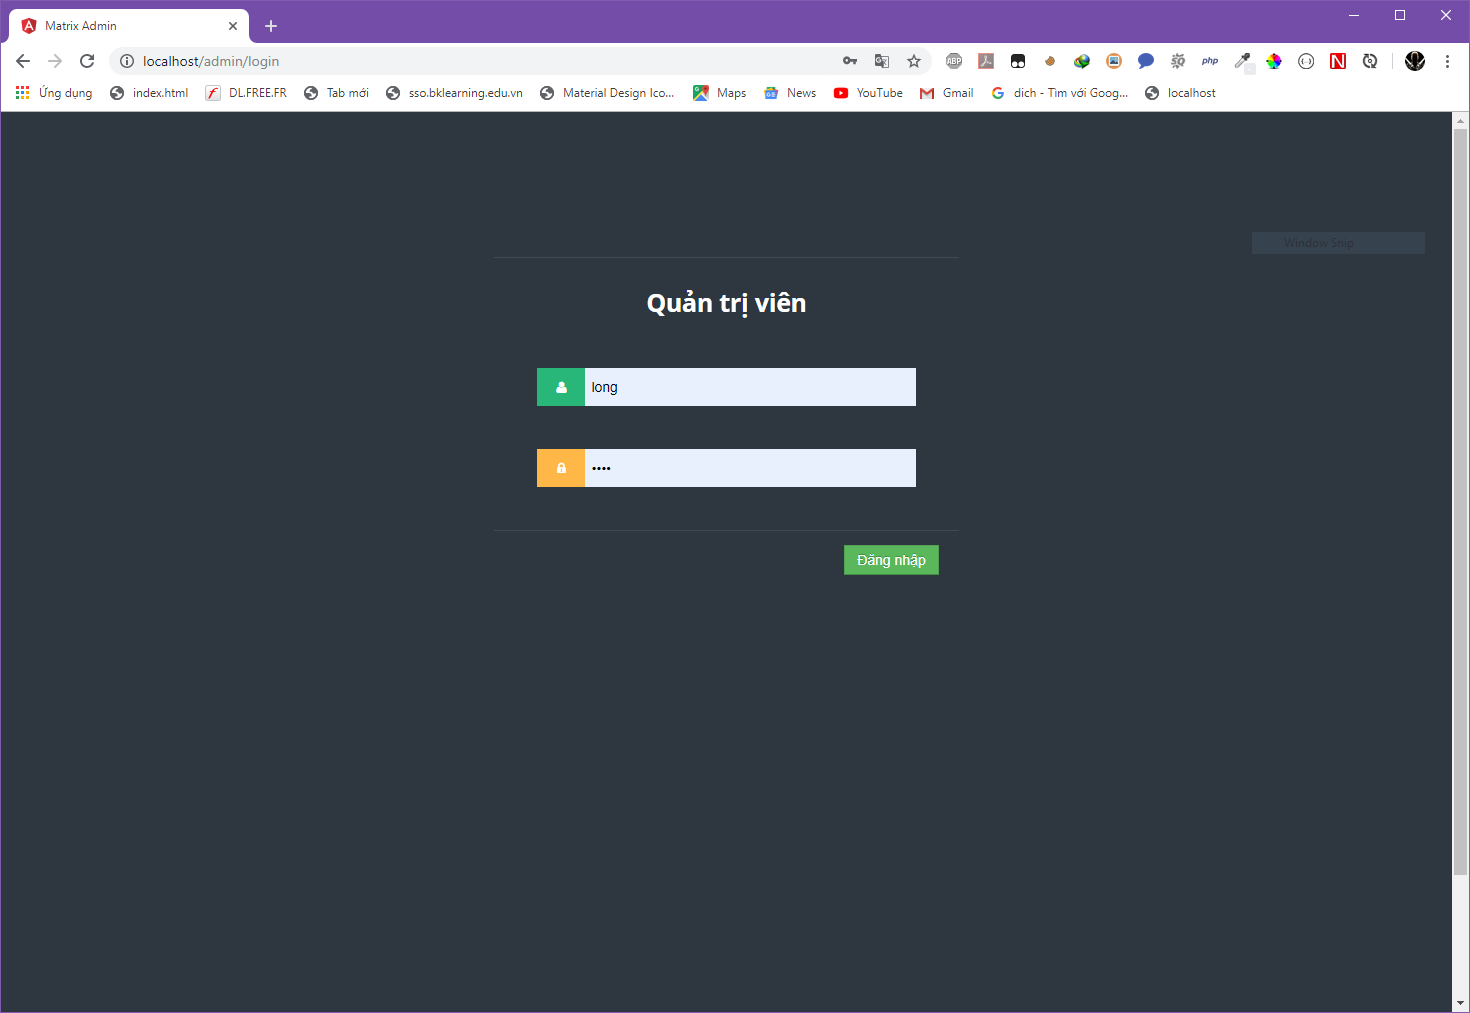 Matrix Admin
localhost/admin/login
ABP
php
N
Ứng dụng
index.html
DL.FREE.FR
Tab mới
sso.bklearning.edu.vn
Material Design Ico...
Maps
News
YouTube
Gmail
dich - Tìm với Goog...
localhost
Window Snip
Quản trị viên
long
••••
Đăng nhập